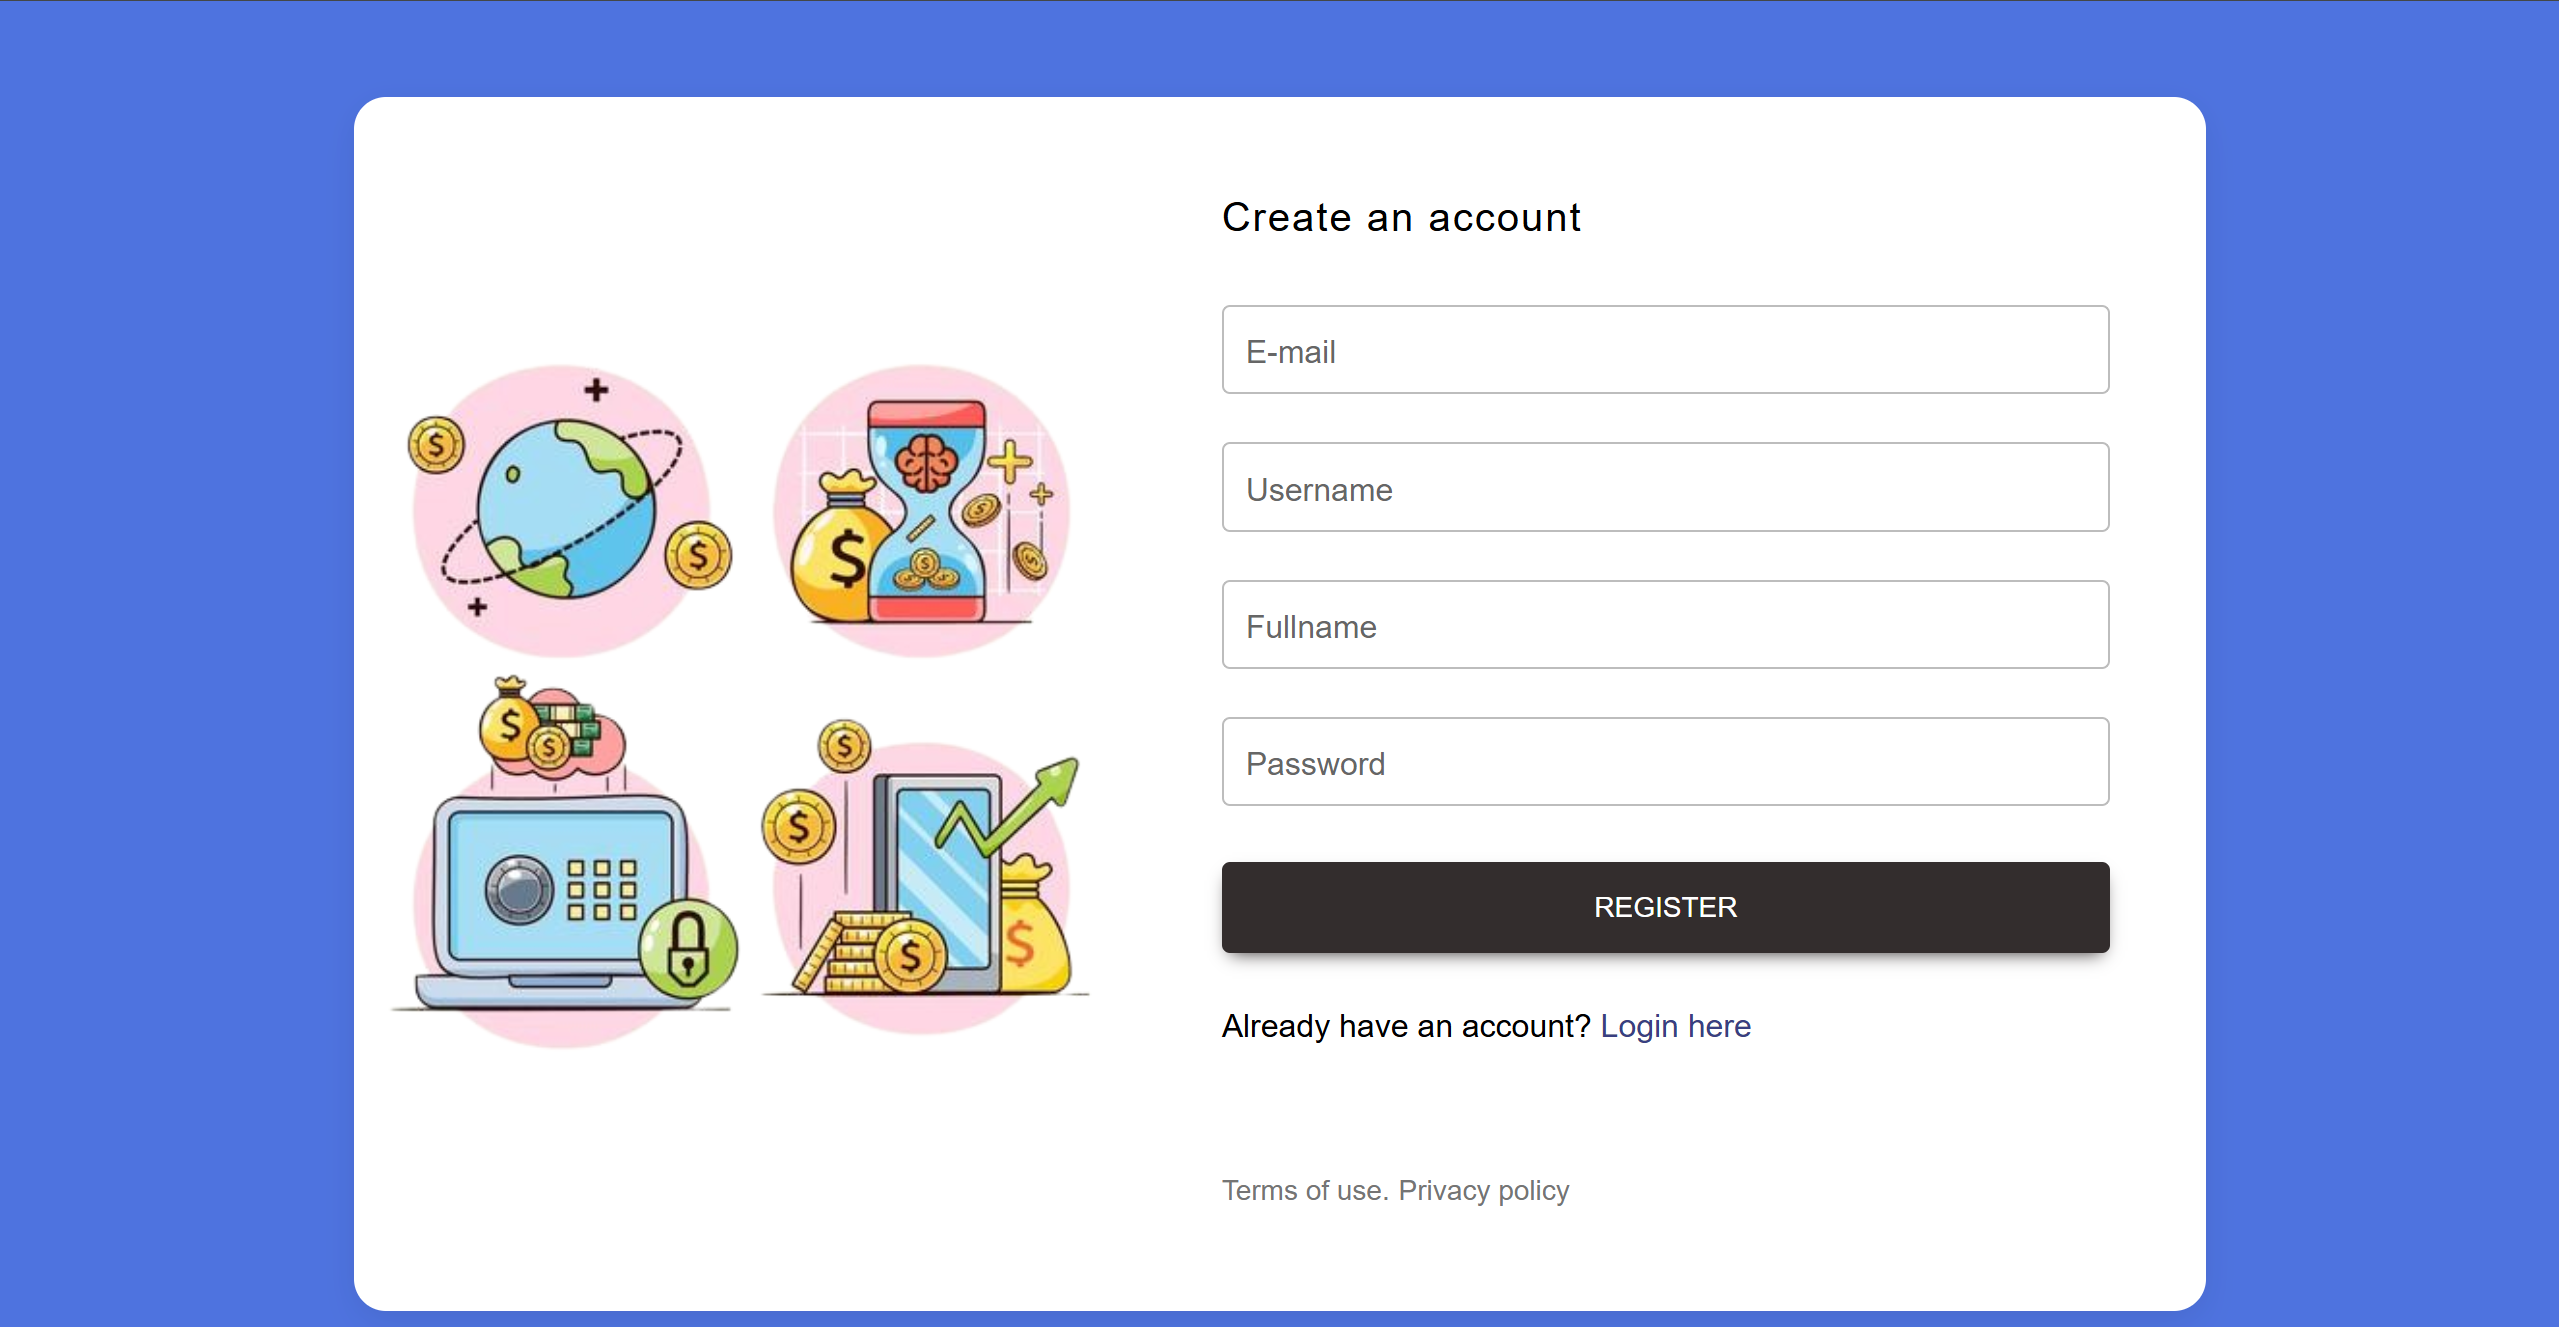 Create an account
E-mail
Username
Fullname
Password
REGISTER
Already have an account? Login here
Terms of use. Privacy policy